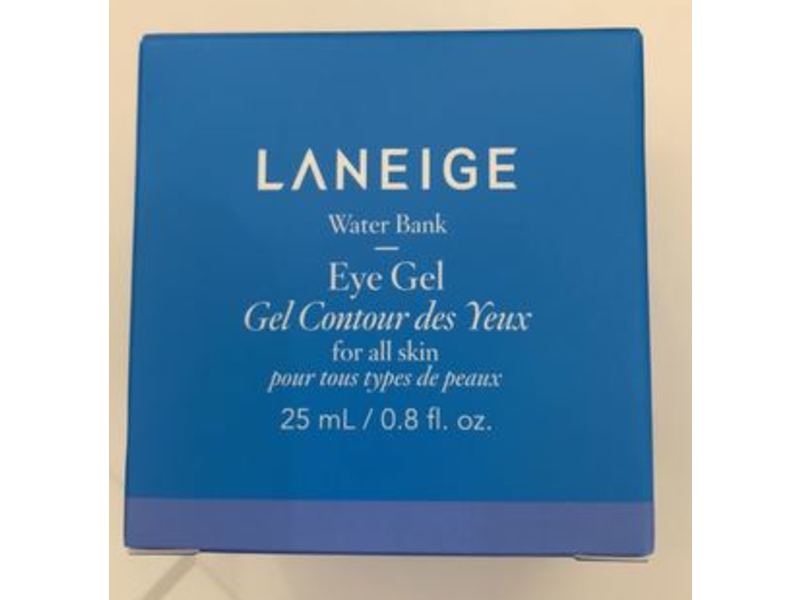 LANEIGE
Water Bank
Eye Gel
Gel Contour des Yeux
for all skin
pour tous types de peaux
25 mL / 0.8 fl. oz.